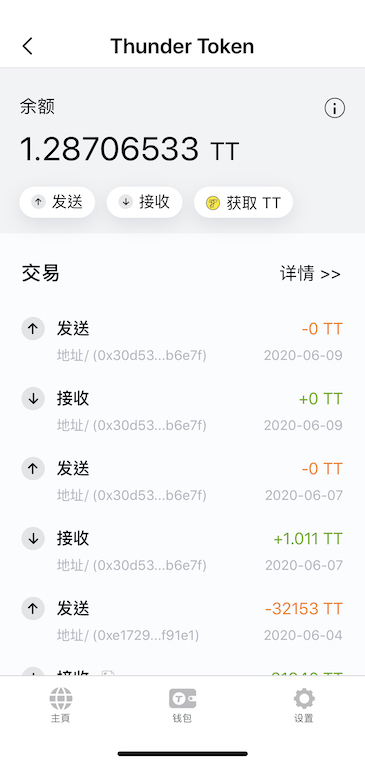 Thunder Token
余额
1.28706533 TT
发送 接收 获取 TT
交易 详情 >>
发送 -0 TT
地址/ (0x30d53...b6e7f) 2020-06-09
接收 +0 TT
地址/ (0x30d53...b6e7f) 2020-06-09
发送 -0 TT
地址/ (0x30d53...b6e7f) 2020-06-07
接收 +1.011 TT
地址/ (0x30d53...b6e7f) 2020-06-07
发送 -32153 TT
地址/ (0xe1729...f91e1) 2020-06-04
接收
主頁 钱包 设置